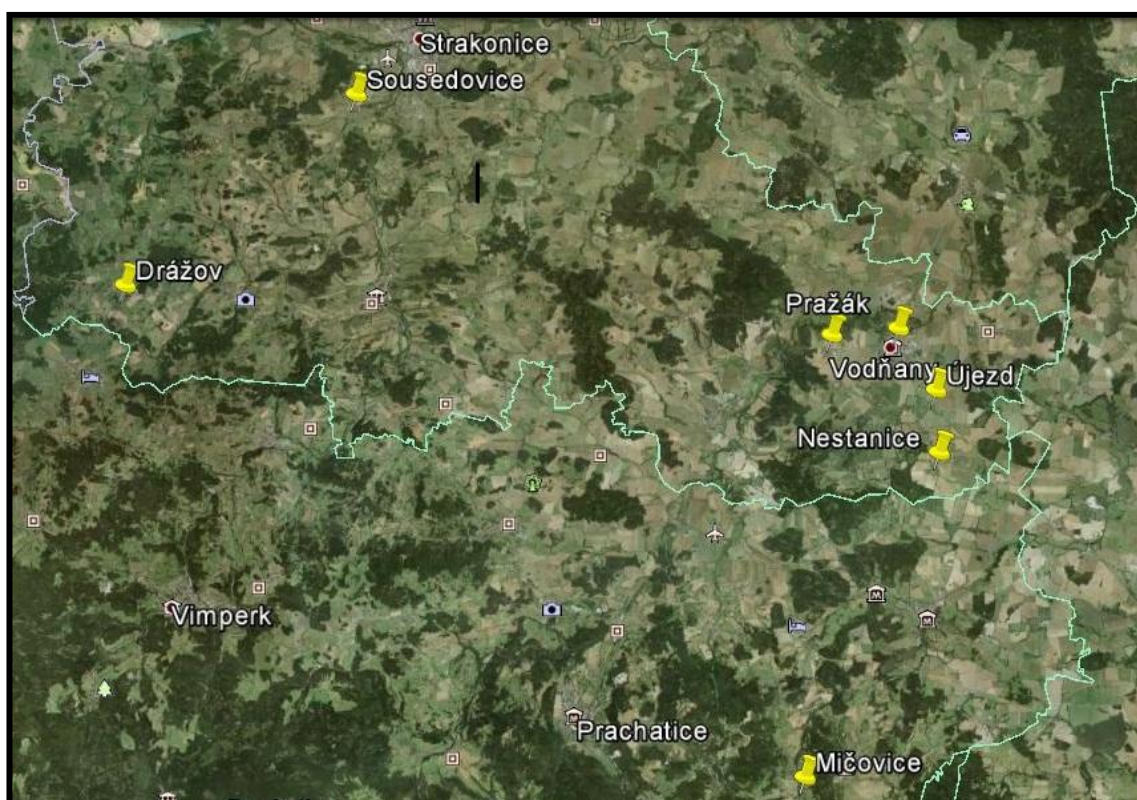 Strakonice
Sousedovice
Drážov
Pražák
Vodňany
Újezd
Nestanice
Vimperk
Prachatice
Mičovice